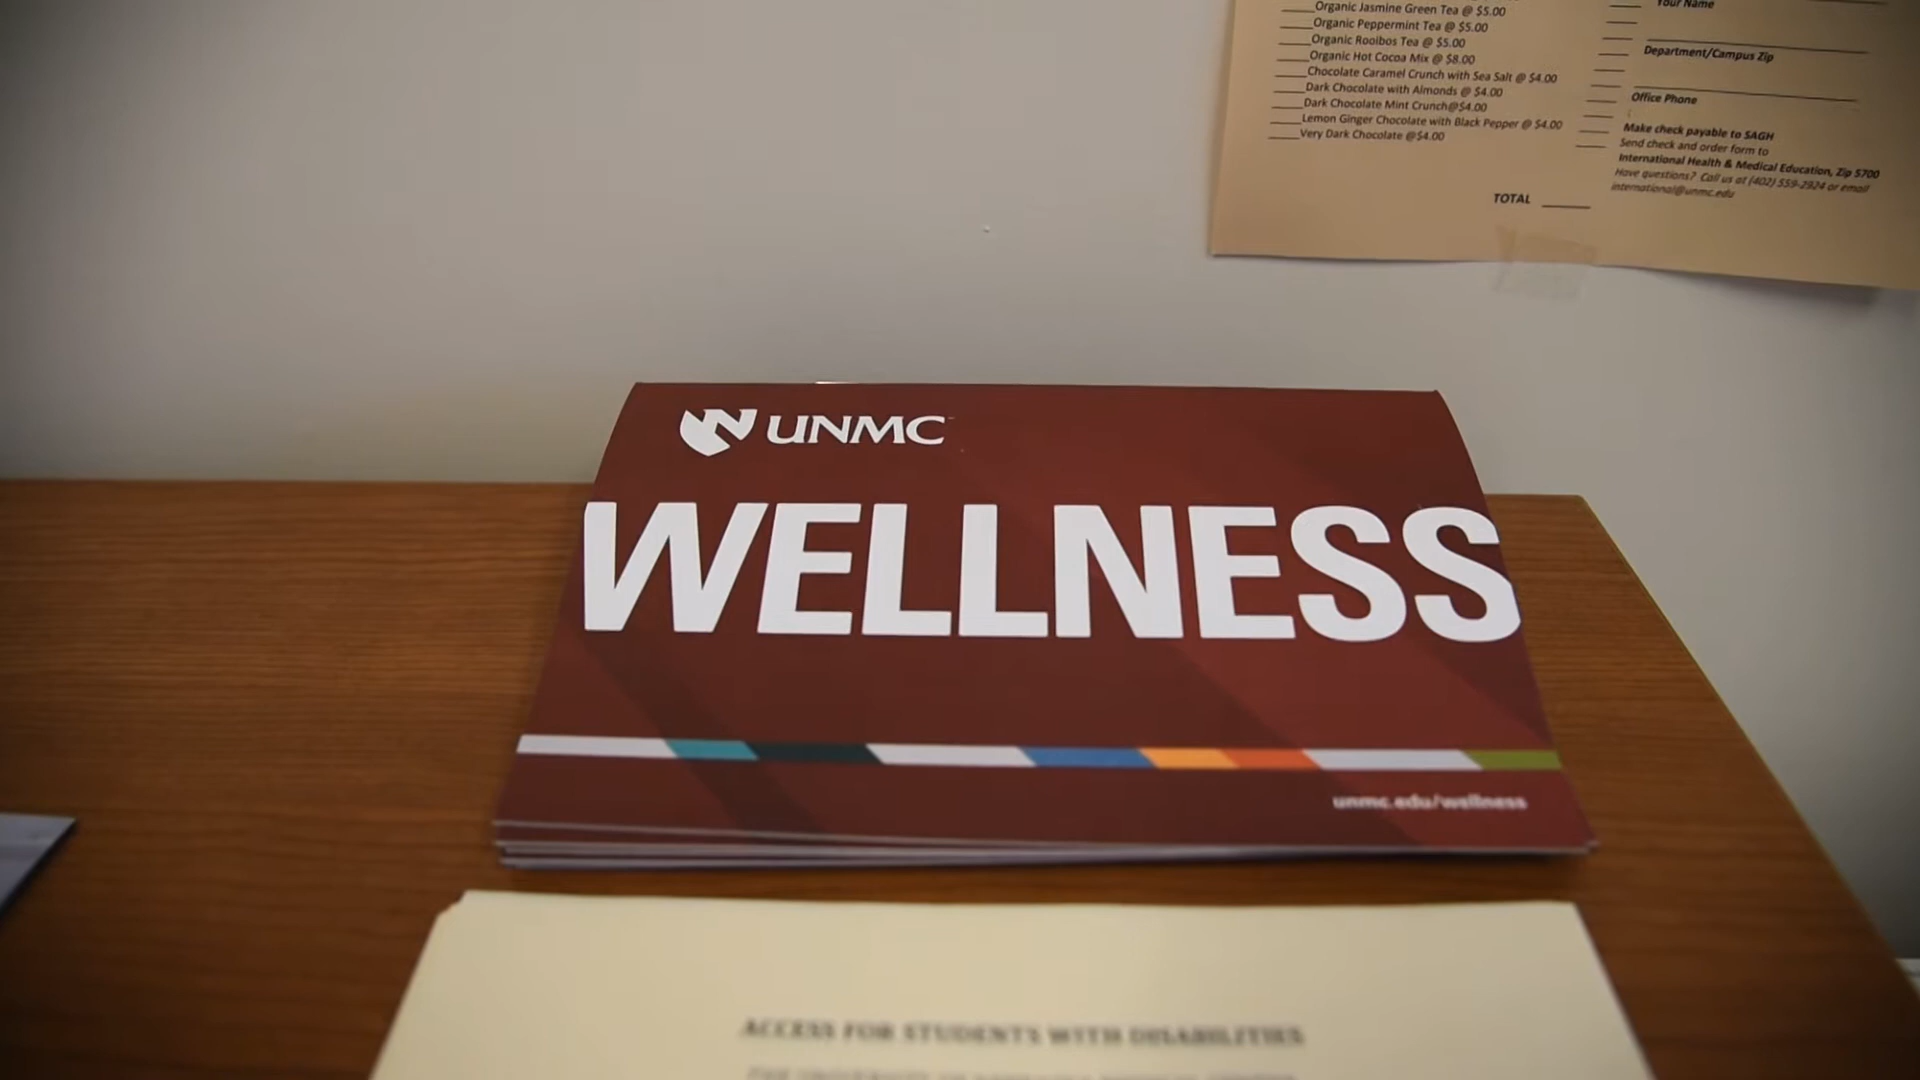 Organic Jasmine Green Tea @ $5.00
Organic Peppermint Tea @ $5.00
Organic Rooibos Tea @ $5.00
Organic Hot Cocoa Mix @ $8.00
Chocolate Caramel Crunch with Sea Salt @ $4.00
Dark Chocolate with Almonds @ $4.00
Dark Chocolate Mint Crunch@$4.00
Lemon Ginger Chocolate with Black Pepper @ $4.00
Very Dark Chocolate @$4.00
TOTAL
Your Name
Department/Campus Zip
Office Phone
Make check payable to SAGH
Send check and order form to
International Health & Medical Education, Zip 5700
Have questions? Call us at (402) 559-2924 or email
international@unmc.edu
UNMC
WELLNESS
unmc.edu/wellness
ACCESS FOR STUDENTS WITH DISABILITIES